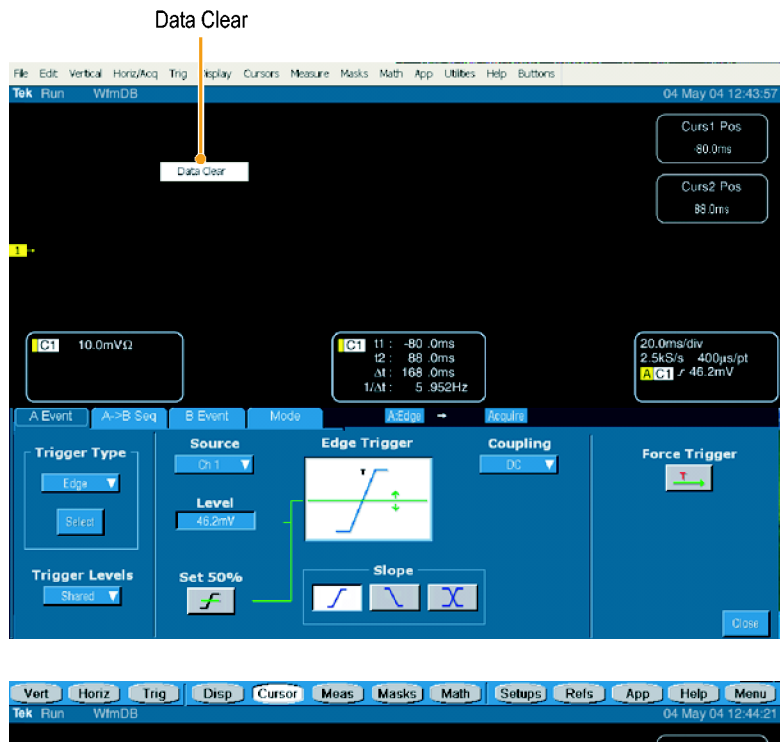 Data Clear
File Edit Vertical Horiz/Acq Trig Display Cursors Measure Masks Math App Utilities Help Buttons
Tek Run WfmDB 04 May 04 12:43:57
Curs1 Pos
-80.0ms
Data Clear
Curs2 Pos
88.0ms
1
C1 10.0mVΩ
C1 t1 : -80 .0ms
t2 : 88 .0ms
Δt : 168 .0ms
1/Δt : 5 .952Hz
20.0ms/div
2.5kS/s 400µs/pt
A C1 46.2mV
A Event A->B Seq B Event Mode A:Edge → Acquire
Trigger Type
Edge
Select
Trigger Levels
Shared
Source
Ch 1
Level
46.2mV
Set 50%
Edge Trigger
T
Slope
Coupling
DC
Force Trigger
T
Close
Vert Horiz Trig Disp Cursor Meas Masks Math Setups Refs App Help Menu
Tek Run WfmDB 04 May 04 12:44:21